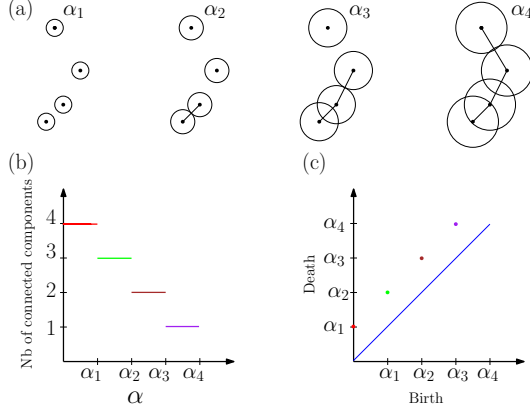 (a)
α₁
α₂
α₃
α₄
(b)
Nb of connected components
4
3
2
1
α₁
α₂
α₃
α₄
α
(c)
Death
α₄
α₃
α₂
α₁
α₁
α₂
α₃
α₄
Birth